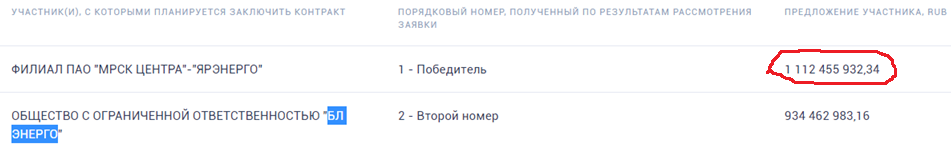 УЧАСТНИК(И), С КОТОРЫМИ ПЛАНИРУЕТСЯ ЗАКЛЮЧИТЬ КОНТРАКТ
ПОРЯДКОВЫЙ НОМЕР, ПОЛУЧЕННЫЙ ПО РЕЗУЛЬТАТАМ РАССМОТРЕНИЯ
ЗАЯВКИ
ПРЕДЛОЖЕНИЕ УЧАСТНИКА, RUB
ФИЛИАЛ ПАО "МРСК ЦЕНТРА"-"ЯРЭНЕРГО"
1 - Победитель
1 112 455 932,34
ОБЩЕСТВО С ОГРАНИЧЕННОЙ ОТВЕТСТВЕННОСТЬЮ "БЛ
ЭНЕРГО"
2 - Второй номер
934 462 983,16